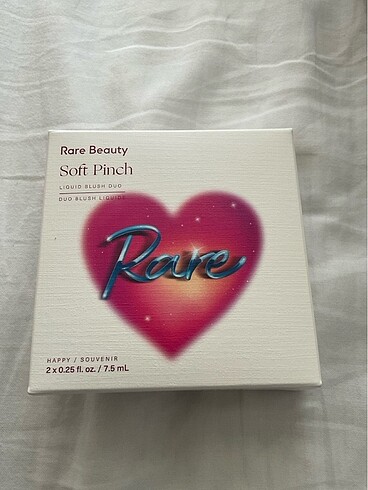 Rare Beauty
Soft Pinch
LIQUID BLUSH DUO
DUO BLUSH LIQUIDE
Rare
HAPPY / SOUVENIR
2 x 0.25 fl. oz. / 7.5 mL